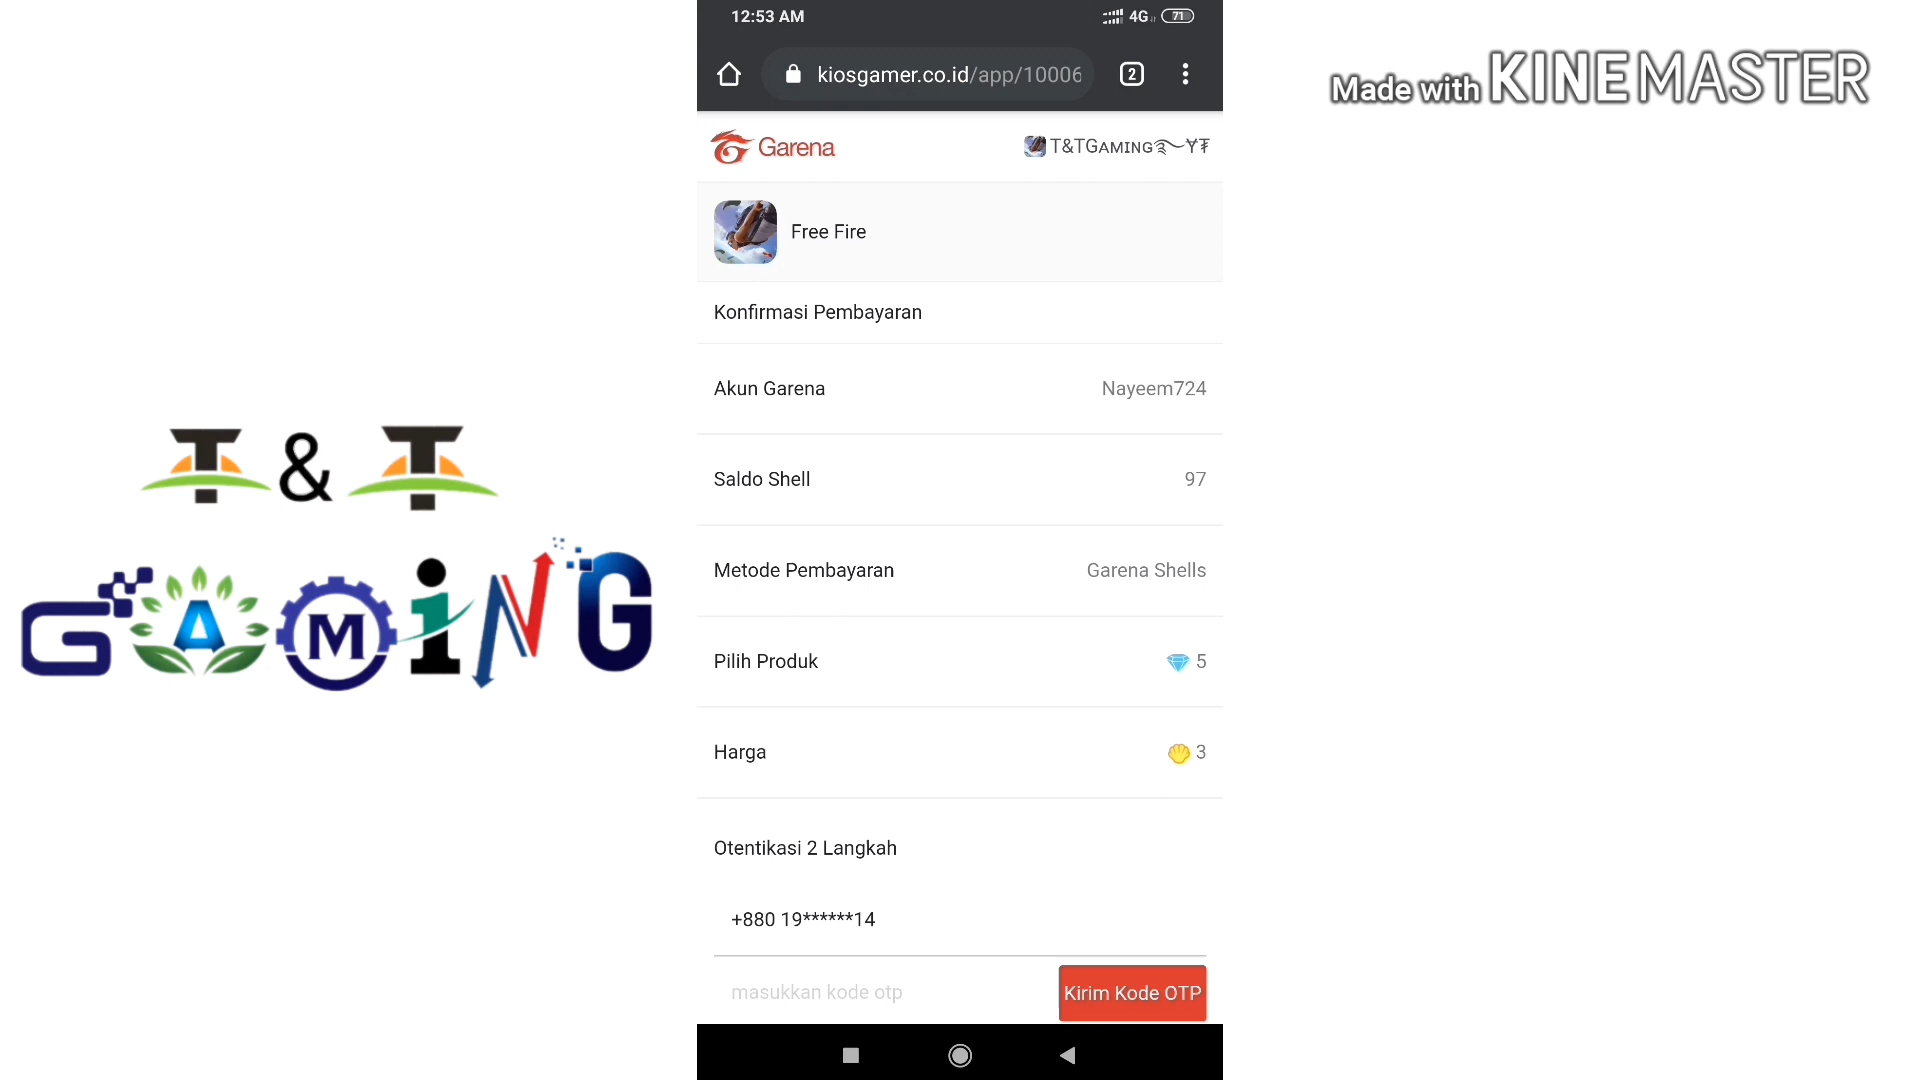 12:53 AM
4G
71
kiosgamer.co.id/app/10006
2
Made with KINEMASTER
Garena
T&TGᴀᴍɪɴɢ࿐Ɏ₮
Free Fire
Konfirmasi Pembayaran
Akun Garena
Nayeem724
Saldo Shell
97
Metode Pembayaran
Garena Shells
Pilih Produk
5
Harga
3
Otentikasi 2 Langkah
+880 19******14
masukkan kode otp
Kirim Kode OTP
T & T
GAMiNG